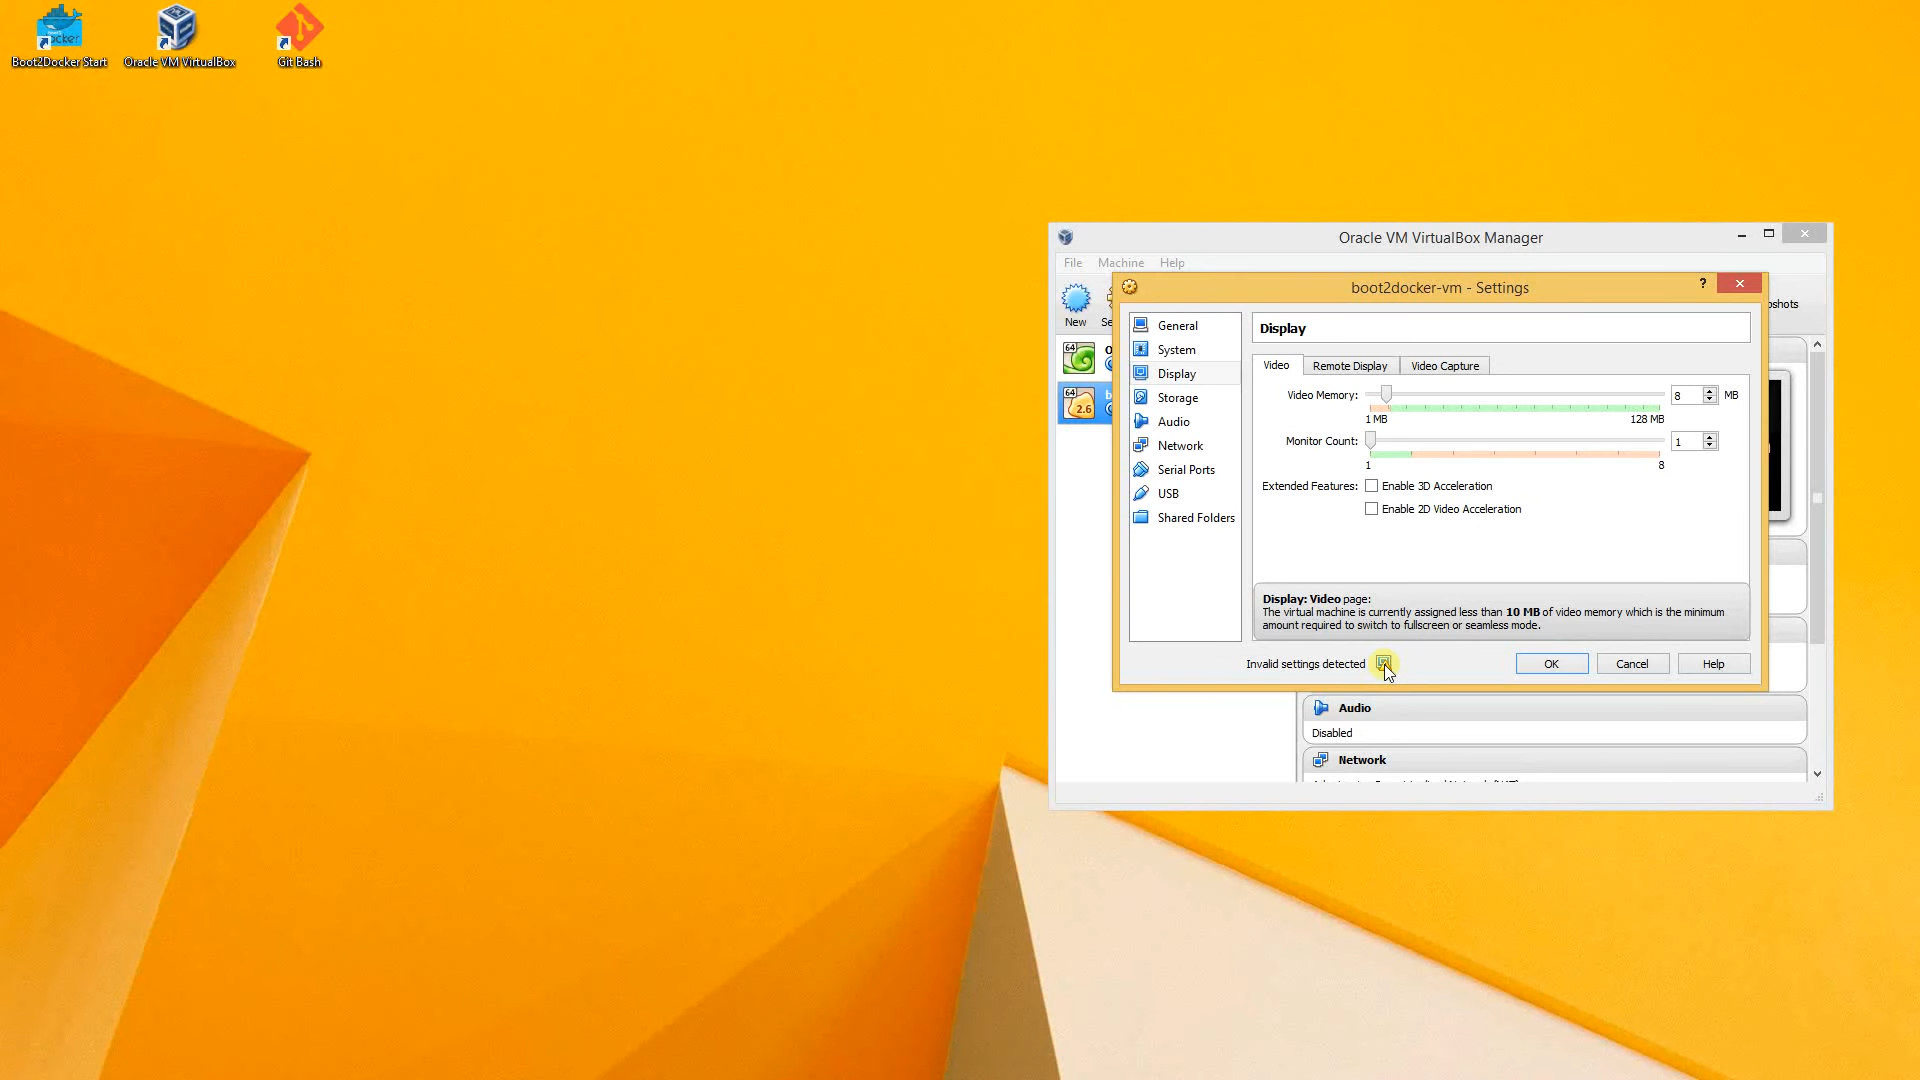 Boot2Docker Start
Oracle VM VirtualBox
Git Bash
Oracle VM VirtualBox Manager
File Machine Help
New
boot2docker-vm - Settings
?
General
System
Display
Storage
Audio
Network
Serial Ports
USB
Shared Folders
Display
Video
Remote Display
Video Capture
Video Memory:
8
MB
1 MB
128 MB
Monitor Count:
1
1
8
Extended Features:
Enable 3D Acceleration
Enable 2D Video Acceleration
Display: Video page:
The virtual machine is currently assigned less than 10 MB of video memory which is the minimum
amount required to switch to fullscreen or seamless mode.
Invalid settings detected
OK
Cancel
Help
64
64
2.6
Audio
Disabled
Network